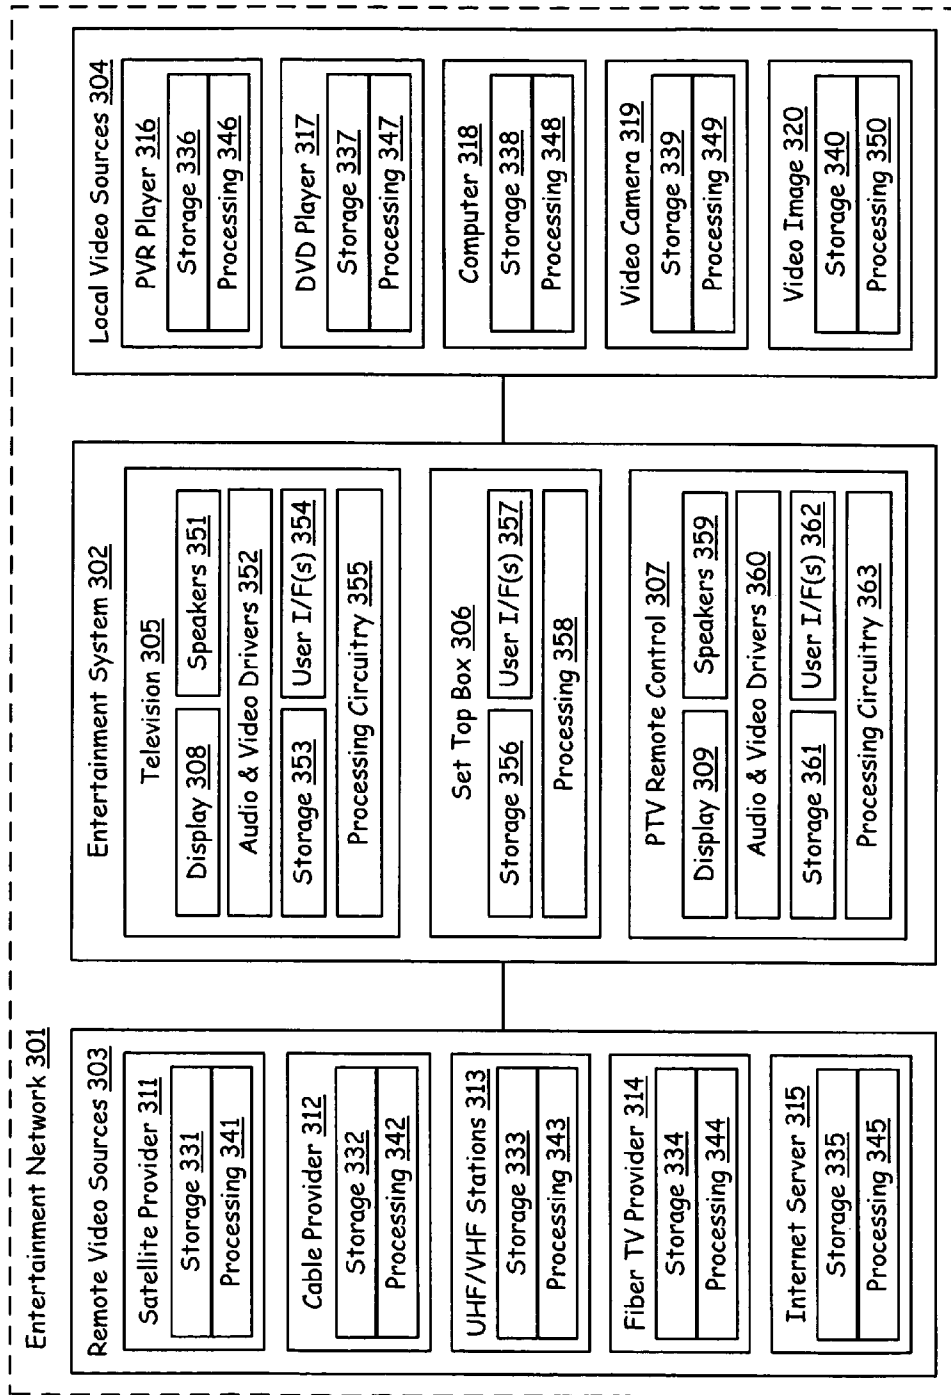 Entertainment Network 301
Remote Video Sources 303
Satellite Provider 311
Storage 331
Processing 341
Cable Provider 312
Storage 332
Processing 342
UHF/VHF Stations 313
Storage 333
Processing 343
Fiber TV Provider 314
Storage 334
Processing 344
Internet Server 315
Storage 335
Processing 345
Entertainment System 302
Television 305
Display 308
Speakers 351
Audio & Video Drivers 352
Storage 353
User I/F(s) 354
Processing Circuitry 355
Set Top Box 306
Storage 356
User I/F(s) 357
Processing 358
PTV Remote Control 307
Display 309
Speakers 359
Audio & Video Drivers 360
Storage 361
User I/F(s) 362
Processing Circuitry 363
Local Video Sources 304
PVR Player 316
Storage 336
Processing 346
DVD Player 317
Storage 337
Processing 347
Computer 318
Storage 338
Processing 348
Video Camera 319
Storage 339
Processing 349
Video Image 320
Storage 340
Processing 350